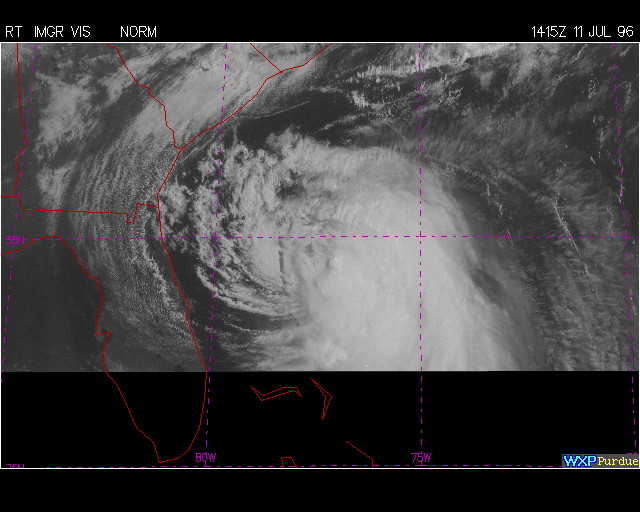 RT IMGR VIS NORM 1415Z 11 JUL 96
30N
80W 75W
WXP Purdue